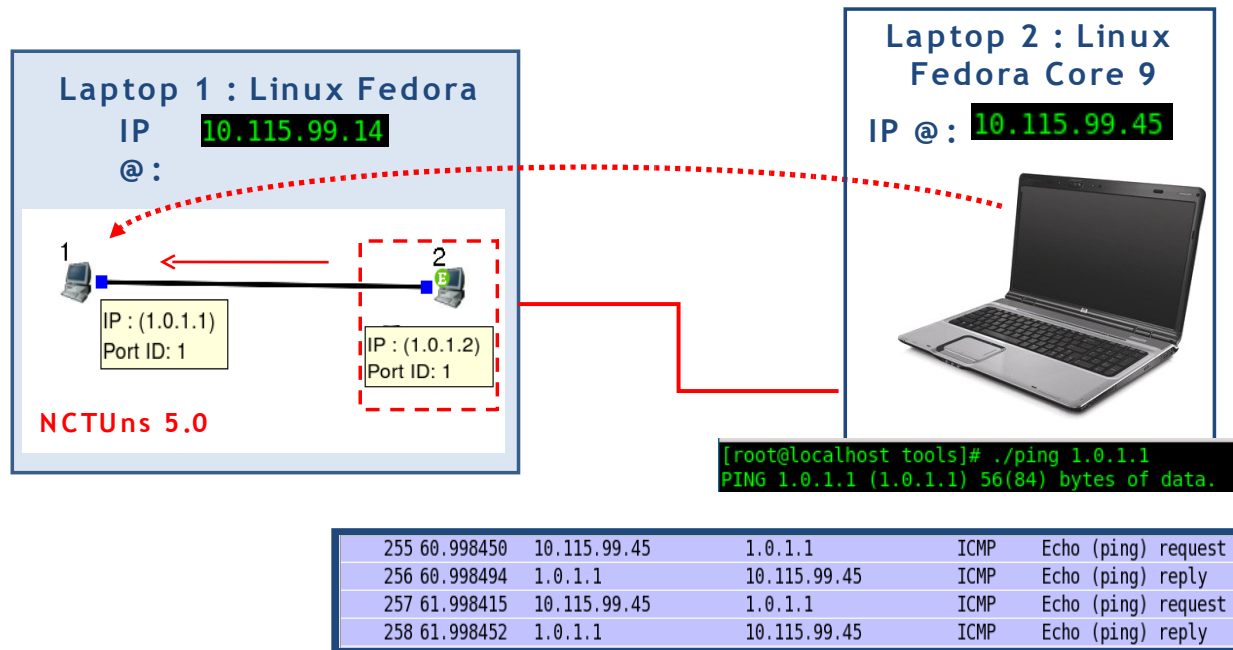 Laptop 1 : Linux Fedora
IP
@ :
10.115.99.14
1
2
E
IP : (1.0.1.1)
Port ID: 1
IP : (1.0.1.2)
Port ID: 1
NCTUns 5.0
Laptop 2 : Linux
Fedora Core 9
IP @ : 10.115.99.45
[root@localhost tools]# ./ping 1.0.1.1
PING 1.0.1.1 (1.0.1.1) 56(84) bytes of data.
255 60.998450 10.115.99.45 1.0.1.1 ICMP Echo (ping) request
256 60.998494 1.0.1.1 10.115.99.45 ICMP Echo (ping) reply
257 61.998415 10.115.99.45 1.0.1.1 ICMP Echo (ping) request
258 61.998452 1.0.1.1 10.115.99.45 ICMP Echo (ping) reply